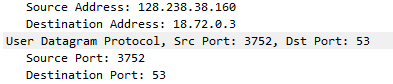 Source Address: 128.238.38.160
Destination Address: 18.72.0.3
User Datagram Protocol, Src Port: 3752, Dst Port: 53
Source Port: 3752
Destination Port: 53